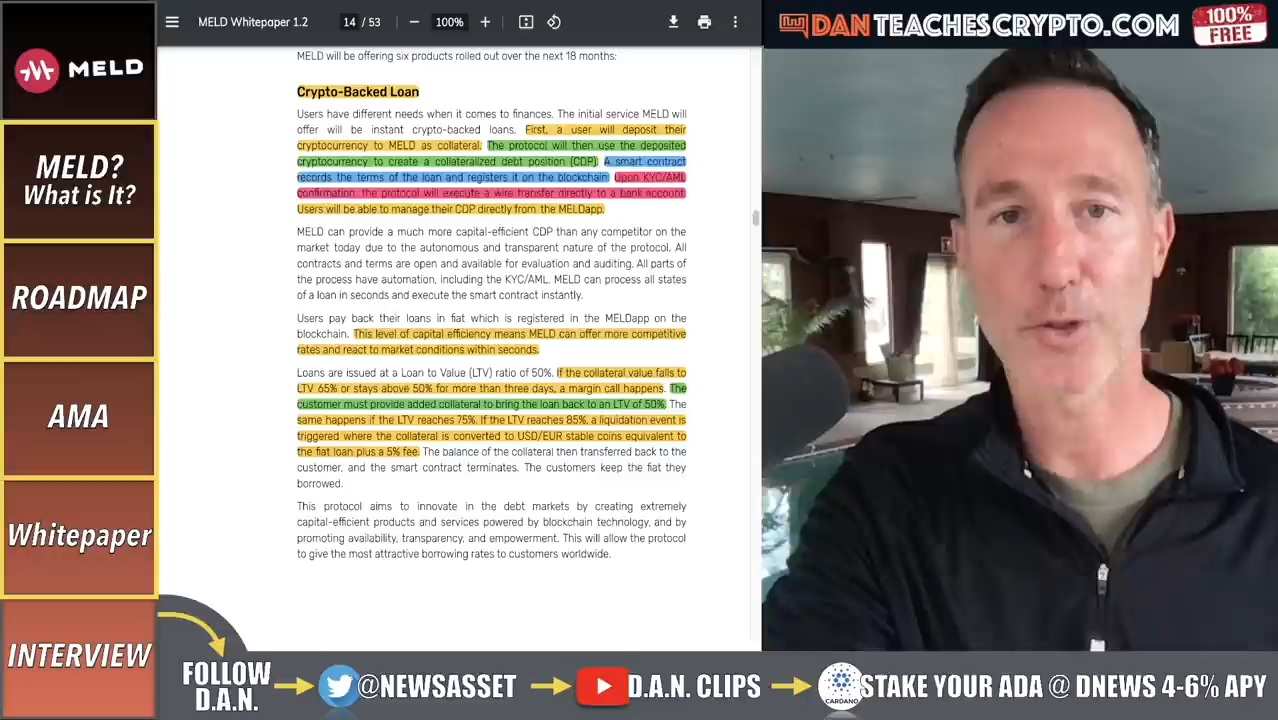 MELD
MELD?
What is It?
ROADMAP
AMA
Whitepaper
INTERVIEW
MELD Whitepaper 1.2
14 / 53
100%
MELD will be offering six products rolled out over the next 18 months:
Crypto-Backed Loan
Users have different needs when it comes to finances. The initial service MELD will
offer will be instant crypto-backed loans. First, a user will deposit their
cryptocurrency to MELD as collateral. The protocol will then use the deposited
cryptocurrency to create a collateralized debt position (CDP). A smart contract
records the terms of the loan and registers it on the blockchain. Upon KYC/AML
confirmation, the protocol will execute a wire transfer directly to a bank account.
Users will be able to manage their CDP directly from the MELDapp.
MELD can provide a much more capital-efficient CDP than any competitor on the
market today due to the autonomous and transparent nature of the protocol. All
contracts and terms are open and available for evaluation and auditing. All parts of
the process have automation, including the KYC/AML. MELD can process all states
of a loan in seconds and execute the smart contract instantly.
Users pay back their loans in fiat which is registered in the MELDapp on the
blockchain. This level of capital efficiency means MELD can offer more competitive
rates and react to market conditions within seconds.
Loans are issued at a Loan to Value (LTV) ratio of 50%. If the collateral value falls to
LTV 65% or stays above 50% for more than three days, a margin call happens. The
customer must provide added collateral to bring the loan back to an LTV of 50%. The
same happens if the LTV reaches 75%. If the LTV reaches 85%, a liquidation event is
triggered where the collateral is converted to USD/EUR stable coins equivalent to
the fiat loan plus a 5% fee. The balance of the collateral then transferred back to the
customer, and the smart contract terminates. The customers keep the fiat they
borrowed.
This protocol aims to innovate in the debt markets by creating extremely
capital-efficient products and services powered by blockchain technology, and by
promoting availability, transparency, and empowerment. This will allow the protocol
to give the most attractive borrowing rates to customers worldwide.
DANTEACHESCRYPTO.COM
100%
FREE
FOLLOW
D.A.N.
@NEWSASSET
D.A.N. CLIPS
CARDANO
STAKE YOUR ADA @ DNEWS 4-6% APY